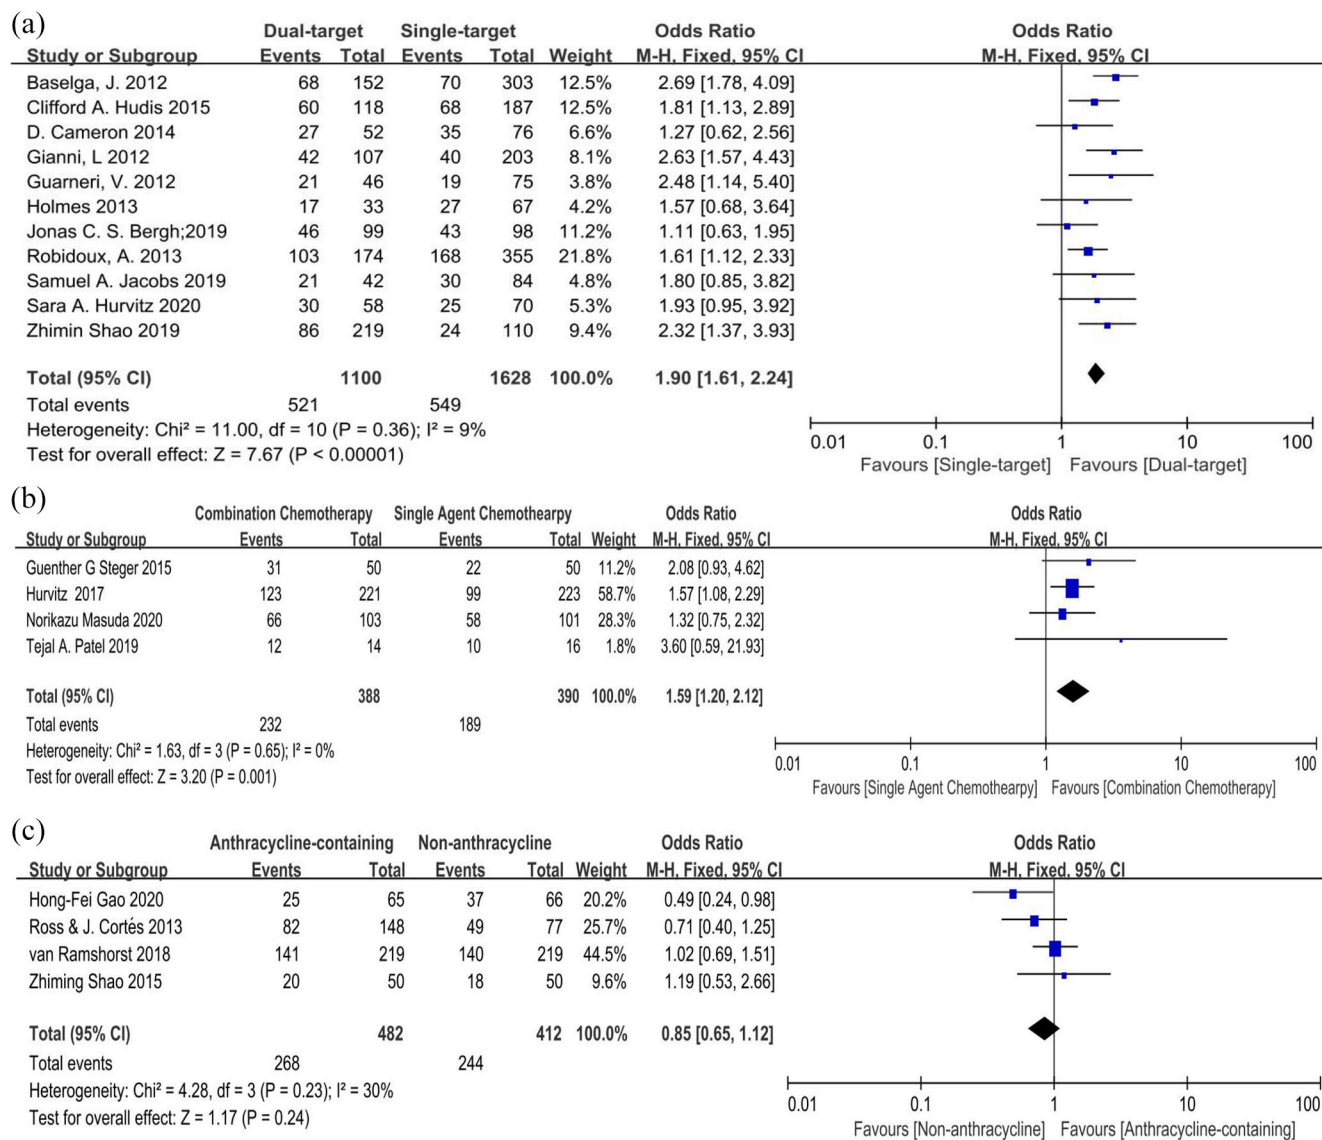 (a)
Dual-target Single-target Odds Ratio Odds Ratio
Study or Subgroup Events Total Events Total Weight M-H, Fixed, 95% CI M-H, Fixed, 95% CI
Baselga, J. 2012 68 152 70 303 12.5% 2.69 [1.78, 4.09]
Clifford A. Hudis 2015 60 118 68 187 12.5% 1.81 [1.13, 2.89]
D. Cameron 2014 27 52 35 76 6.6% 1.27 [0.62, 2.56]
Gianni, L 2012 42 107 40 203 8.1% 2.63 [1.57, 4.43]
Guarneri, V. 2012 21 46 19 75 3.8% 2.48 [1.14, 5.40]
Holmes 2013 17 33 27 67 4.2% 1.57 [0.68, 3.64]
Jonas C. S. Bergh;2019 46 99 43 98 11.2% 1.11 [0.63, 1.95]
Robidoux, A. 2013 103 174 168 355 21.8% 1.61 [1.12, 2.33]
Samuel A. Jacobs 2019 21 42 30 84 4.8% 1.80 [0.85, 3.82]
Sara A. Hurvitz 2020 30 58 25 70 5.3% 1.93 [0.95, 3.92]
Zhimin Shao 2019 86 219 24 110 9.4% 2.32 [1.37, 3.93]
Total (95% CI) 1100 1628 100.0% 1.90 [1.61, 2.24]
Total events 521 549
Heterogeneity: Chi² = 11.00, df = 10 (P = 0.36); I² = 9%
Test for overall effect: Z = 7.67 (P < 0.00001)
0.01 0.1 1 10 100
Favours [Single-target] Favours [Dual-target]
(b)
Combination Chemotherapy Single Agent Chemothearpy Odds Ratio Odds Ratio
Study or Subgroup Events Total Events Total Weight M-H, Fixed, 95% CI M-H, Fixed, 95% CI
Guenther G Steger 2015 31 50 22 50 11.2% 2.08 [0.93, 4.62]
Hurvitz 2017 123 221 99 223 58.7% 1.57 [1.08, 2.29]
Norikazu Masuda 2020 66 103 58 101 28.3% 1.32 [0.75, 2.32]
Tejal A. Patel 2019 12 14 10 16 1.8% 3.60 [0.59, 21.93]
Total (95% CI) 388 390 100.0% 1.59 [1.20, 2.12]
Total events 232 189
Heterogeneity: Chi² = 1.63, df = 3 (P = 0.65); I² = 0%
Test for overall effect: Z = 3.20 (P = 0.001)
0.01 0.1 1 10 100
Favours [Single Agent Chemothearpy] Favours [Combination Chemotherapy]
(c)
Anthracycline-containing Non-anthracycline Odds Ratio Odds Ratio
Study or Subgroup Events Total Events Total Weight M-H, Fixed, 95% CI M-H, Fixed, 95% CI
Hong-Fei Gao 2020 25 65 37 66 20.2% 0.49 [0.24, 0.98]
Ross & J. Cortés 2013 82 148 49 77 25.7% 0.71 [0.40, 1.25]
van Ramshorst 2018 141 219 140 219 44.5% 1.02 [0.69, 1.51]
Zhiming Shao 2015 20 50 18 50 9.6% 1.19 [0.53, 2.66]
Total (95% CI) 482 412 100.0% 0.85 [0.65, 1.12]
Total events 268 244
Heterogeneity: Chi² = 4.28, df = 3 (P = 0.23); I² = 30%
Test for overall effect: Z = 1.17 (P = 0.24)
0.01 0.1 1 10 100
Favours [Non-anthracycline] Favours [Anthracycline-containing]